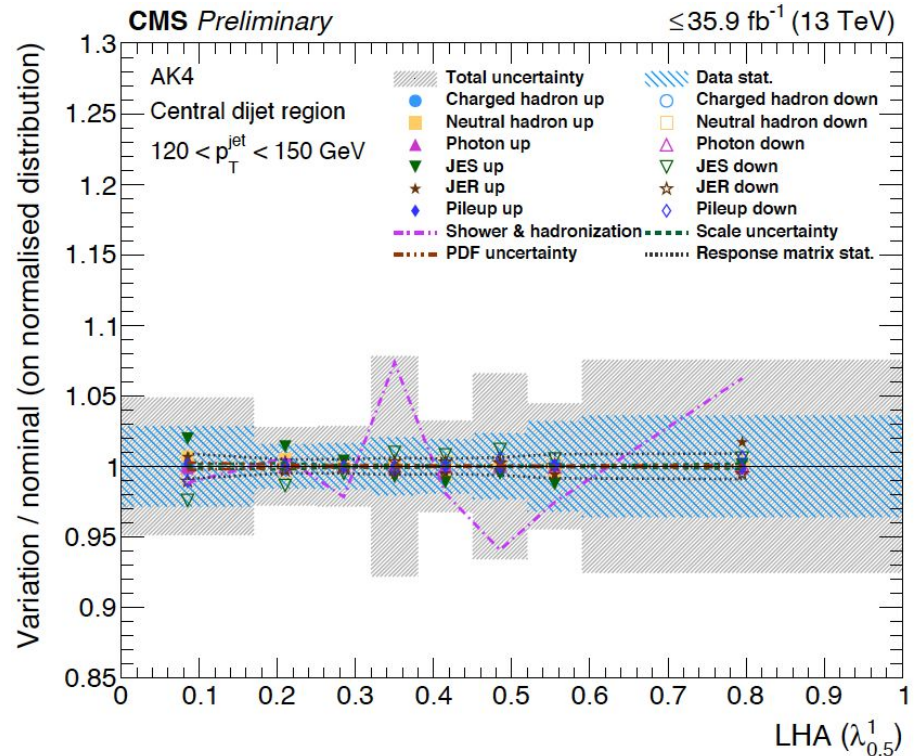 CMS Preliminary ≤35.9 fb⁻¹ (13 TeV)
Variation / nominal (on normalised distribution)
1.3
1.25
1.2
1.15
1.1
1.05
1
0.95
0.9
0.85
AK4
Central dijet region
120 < p_T^jet < 150 GeV
Total uncertainty Data stat.
Charged hadron up Charged hadron down
Neutral hadron up Neutral hadron down
Photon up Photon down
JES up JES down
JER up JER down
Pileup up Pileup down
Shower & hadronization Scale uncertainty
PDF uncertainty Response matrix stat.
0 0.1 0.2 0.3 0.4 0.5 0.6 0.7 0.8 0.9 1
LHA (λ¹_0.5)